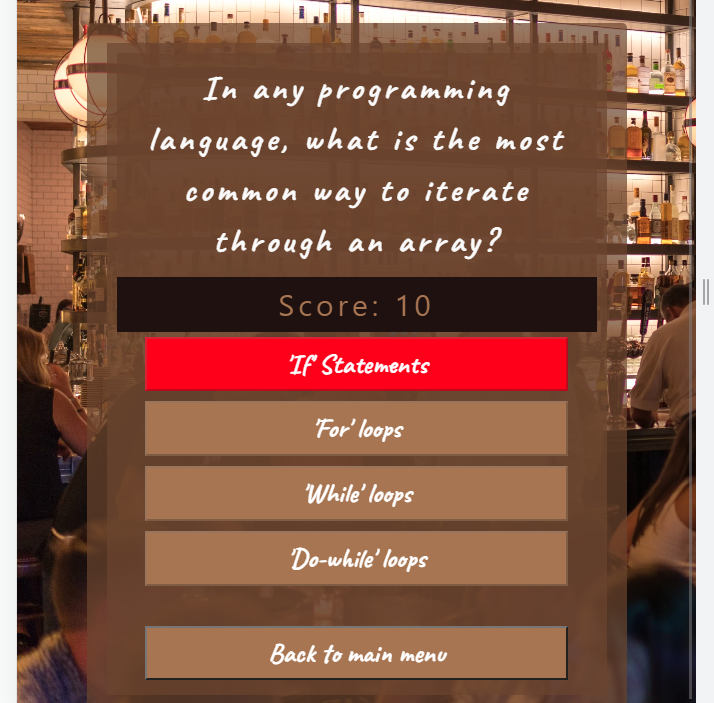 In any programming
language, what is the most
common way to iterate
through an array?
Score: 10
'If' Statements
'For' loops
'While' loops
'Do-while' loops
Back to main menu